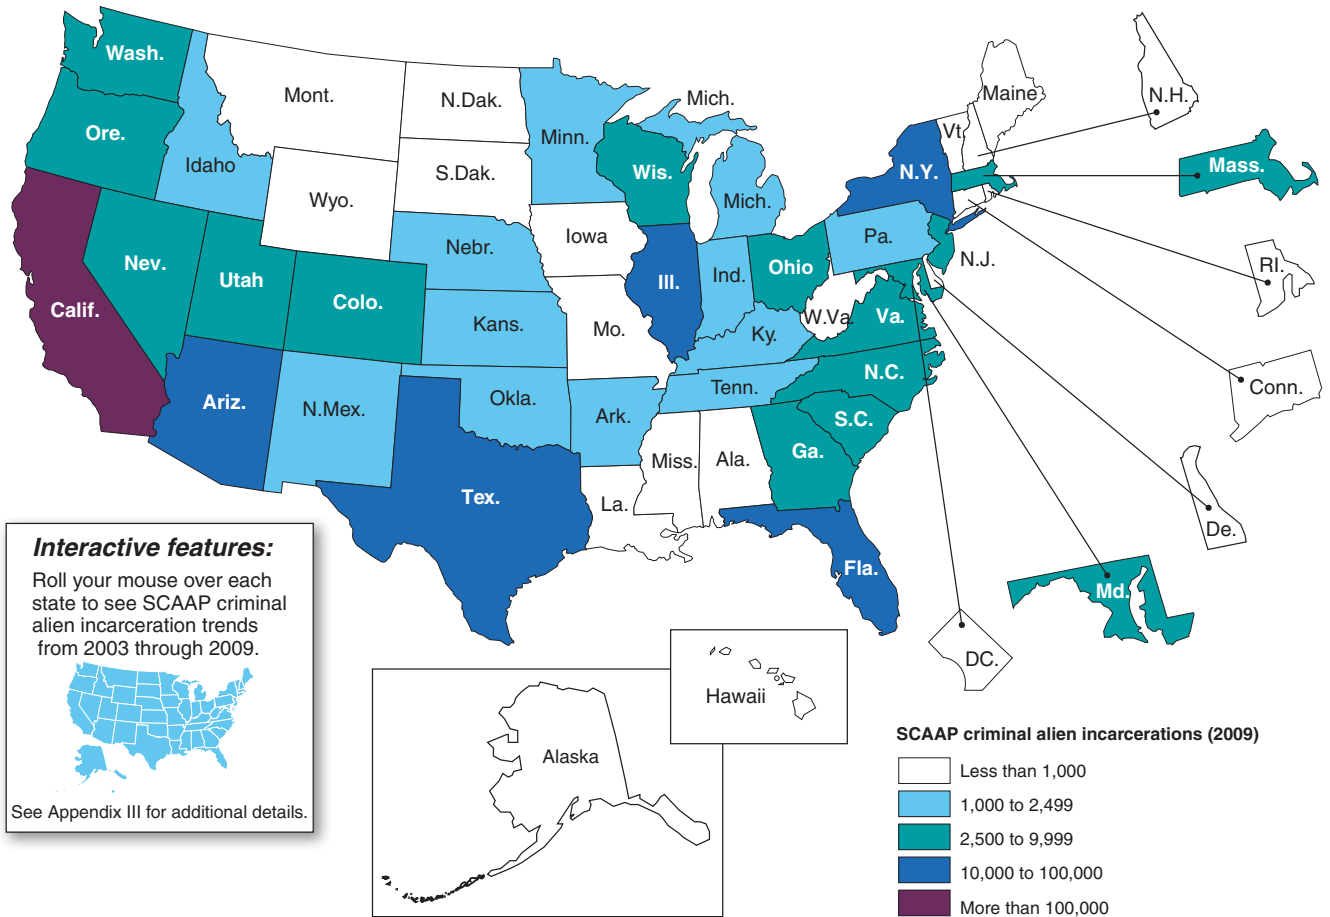 Wash.
Mont.
N.Dak.
Minn.
Mich.
Maine
N.H.
Vt.
Ore.
Idaho
S.Dak.
Wis.
N.Y.
Mass.
Wyo.
Mich.
Nebr.
Iowa
Pa.
N.J.
RI.
Nev.
Utah
Colo.
Ill.
Ind.
Ohio
Calif.
Kans.
Mo.
W.Va.
Va.
Ky.
N.C.
Conn.
Ariz.
N.Mex.
Okla.
Ark.
Tenn.
S.C.
Ga.
Miss.
Ala.
Tex.
La.
De.
Fla.
Md.
DC.
Interactive features:
Roll your mouse over each
state to see SCAAP criminal
alien incarceration trends
from 2003 through 2009.
See Appendix III for additional details.
Hawaii
Alaska
SCAAP criminal alien incarcerations (2009)
Less than 1,000
1,000 to 2,499
2,500 to 9,999
10,000 to 100,000
More than 100,000